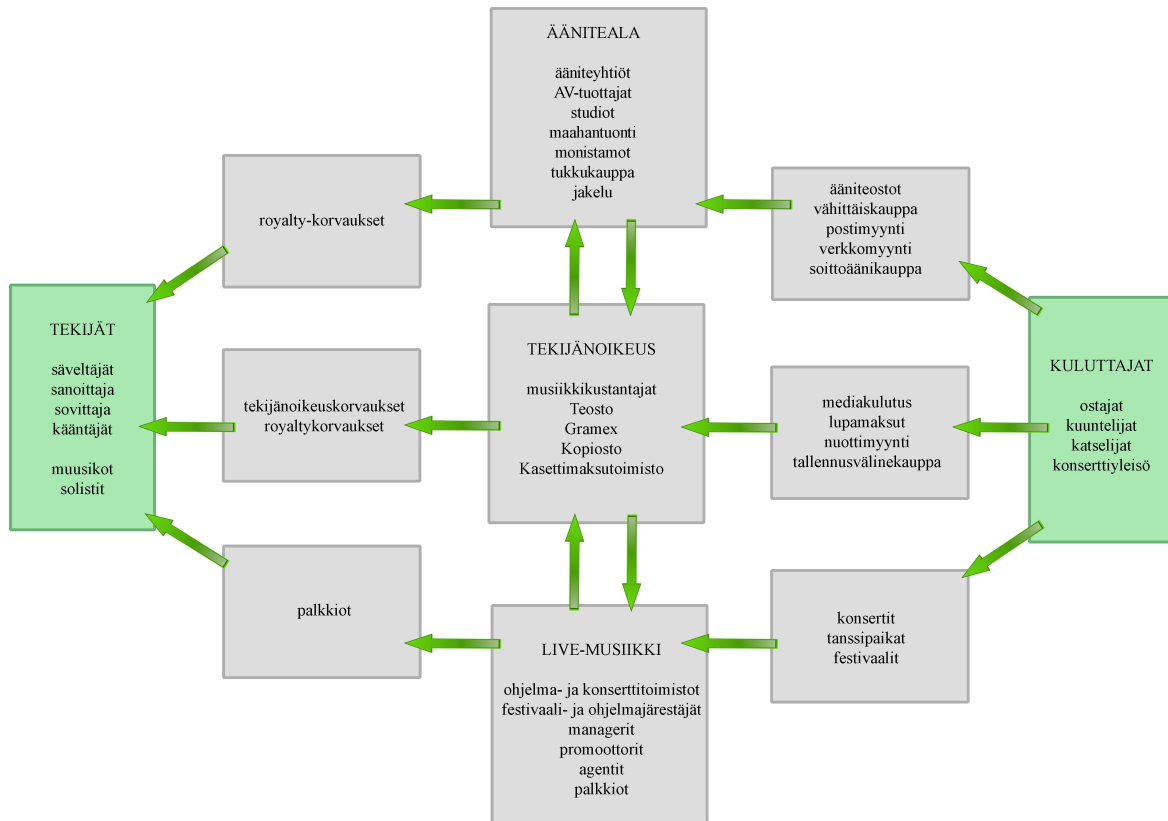 ÄÄNITEALA
ääniteyhtiöt
AV-tuottajat
studiot
maahantuonti
monistamot
tukkukauppa
jakelu
royalty-korvaukset
ääniteostot
vähittäiskauppa
postimyynti
verkkomyynti
soittoäänikauppa
TEKIJÄT
säveltäjät
sanoittaja
sovittaja
kääntäjät
muusikot
solistit
tekijänoikeuskorvaukset
royaltykorvaukset
TEKIJÄNOIKEUS
musiikkikustantajat
Teosto
Gramex
Kopiosto
Kasettimaksutoimisto
mediakulutus
lupamaksut
nuottimyynti
tallennusvälinekauppa
KULUTTAJAT
ostajat
kuuntelijat
katselijat
konserttiyleisö
palkkiot
LIVE-MUSIIKKI
ohjelma- ja konserttitoimistot
festivaali- ja ohjelmajärestäjät
managerit
promoottorit
agentit
palkkiot
konsertit
tanssipaikat
festivaalit